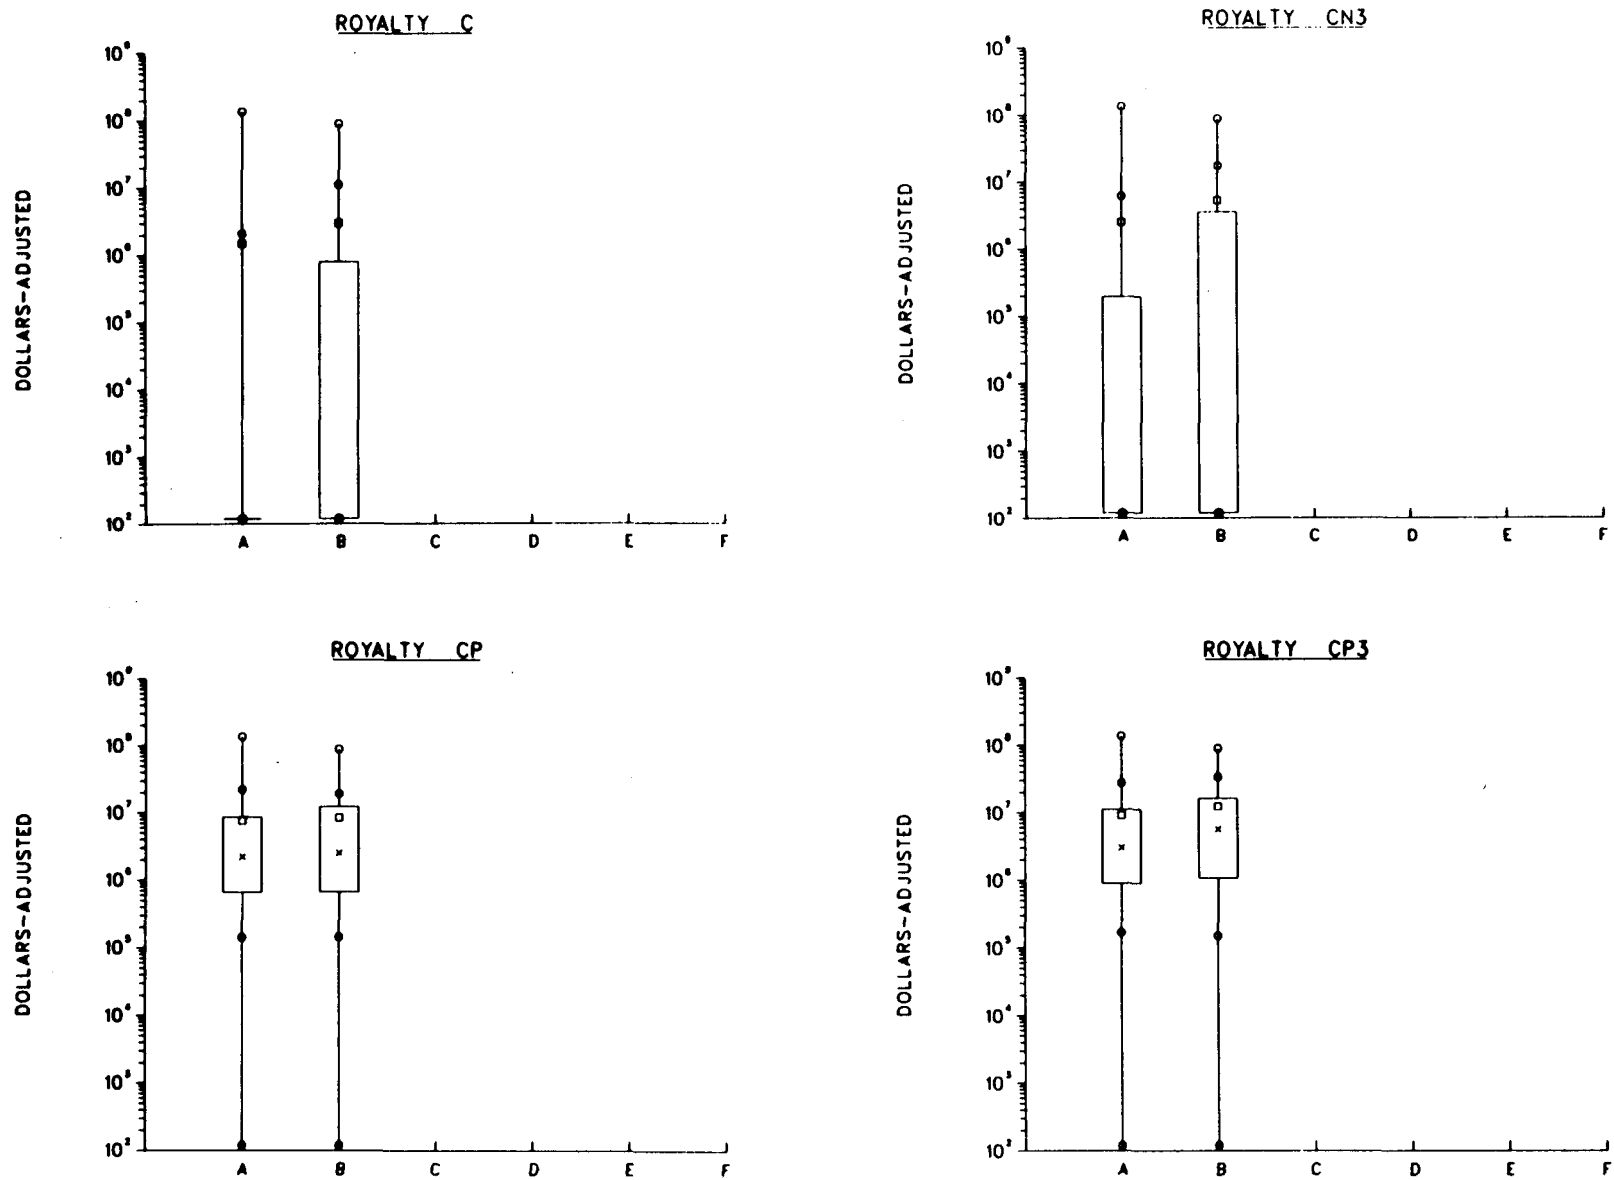 ROYALTY C
10⁹
10⁸
10⁷
10⁶
10⁵
10⁴
10³
10²
DOLLARS-ADJUSTED
A B C D E F
ROYALTY CN3
10⁹
10⁸
10⁷
10⁶
10⁵
10⁴
10³
10²
DOLLARS-ADJUSTED
A B C D E F
ROYALTY CP
10⁹
10⁸
10⁷
10⁶
10⁵
10⁴
10³
10²
DOLLARS-ADJUSTED
A B C D E F
ROYALTY CP3
10⁹
10⁸
10⁷
10⁶
10⁵
10⁴
10³
10²
DOLLARS-ADJUSTED
A B C D E F